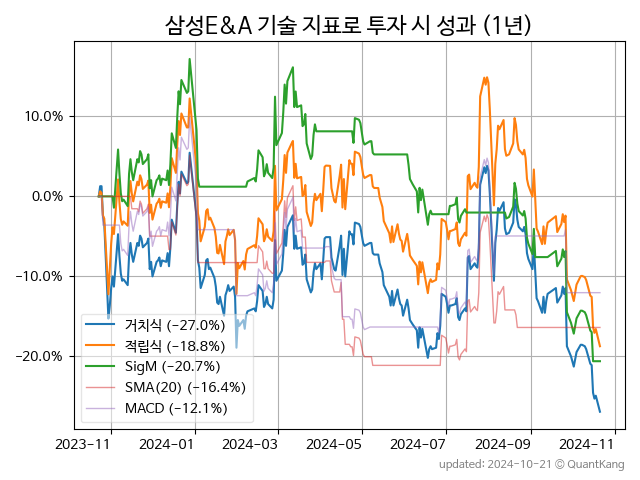 삼성E&A 기술 지표로 투자 시 성과 (1년)
10.0%
0.0%
−10.0%
−20.0%
거치식 (−27.0%)
적립식 (−18.8%)
SigM (−20.7%)
SMA(20) (−16.4%)
MACD (−12.1%)
2023-11 2024-01 2024-03 2024-05 2024-07 2024-09 2024-11
updated: 2024-10-21 © QuantKang